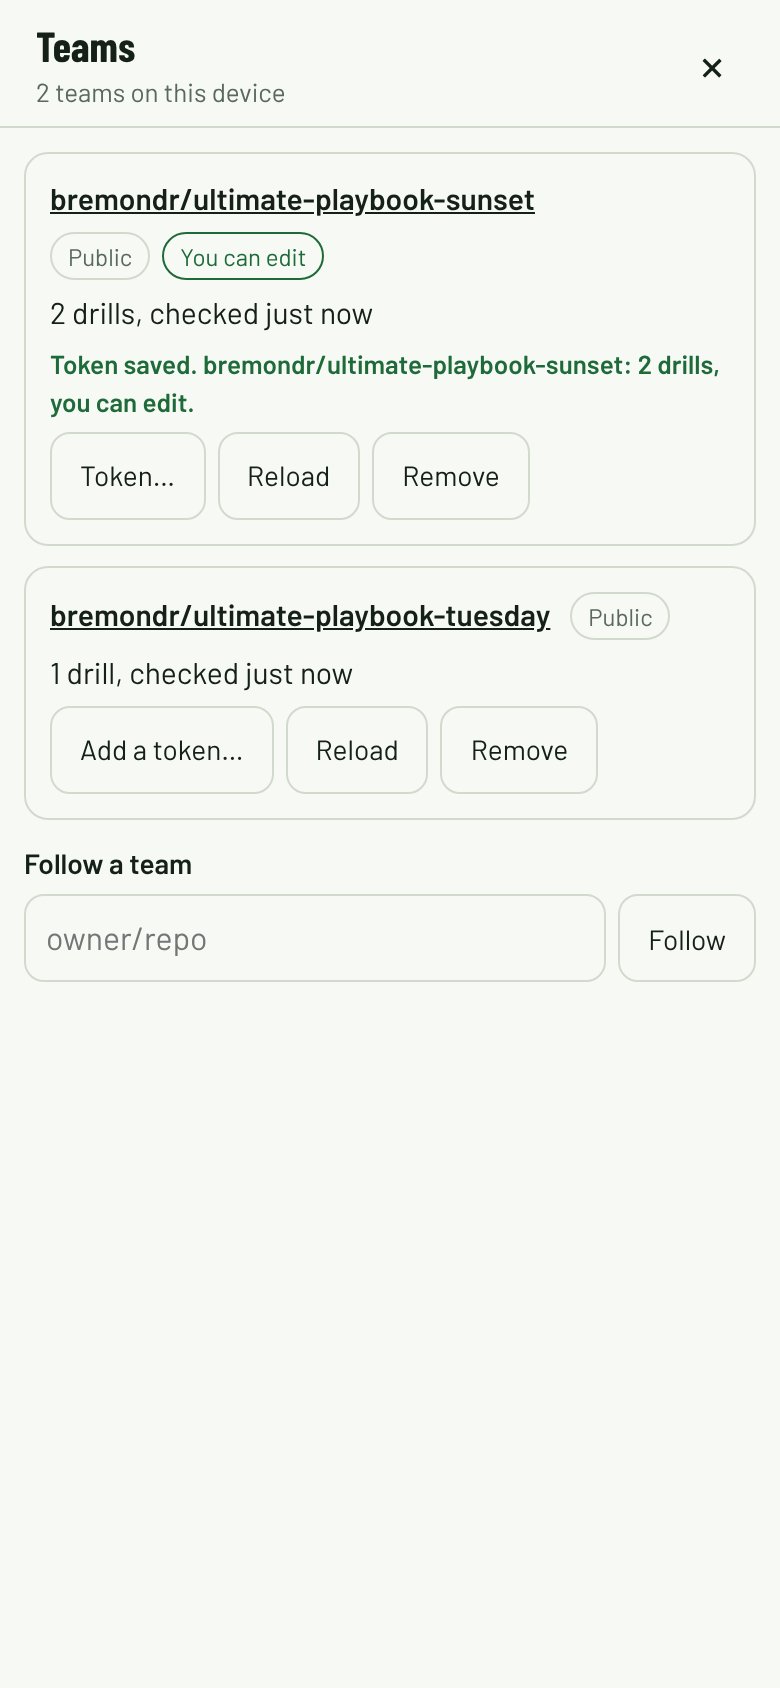 Teams
2 teams on this device
×
bremondr/ultimate-playbook-sunset
Public You can edit
2 drills, checked just now
Token saved. bremondr/ultimate-playbook-sunset: 2 drills,
you can edit.
Token... Reload Remove
bremondr/ultimate-playbook-tuesday Public
1 drill, checked just now
Add a token... Reload Remove
Follow a team
owner/repo Follow